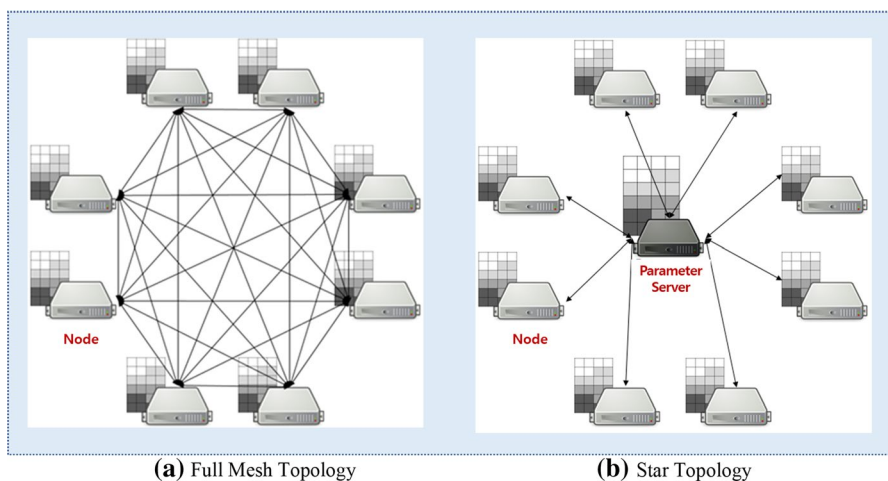 Node
Parameter
Server
Node
(a) Full Mesh Topology
(b) Star Topology